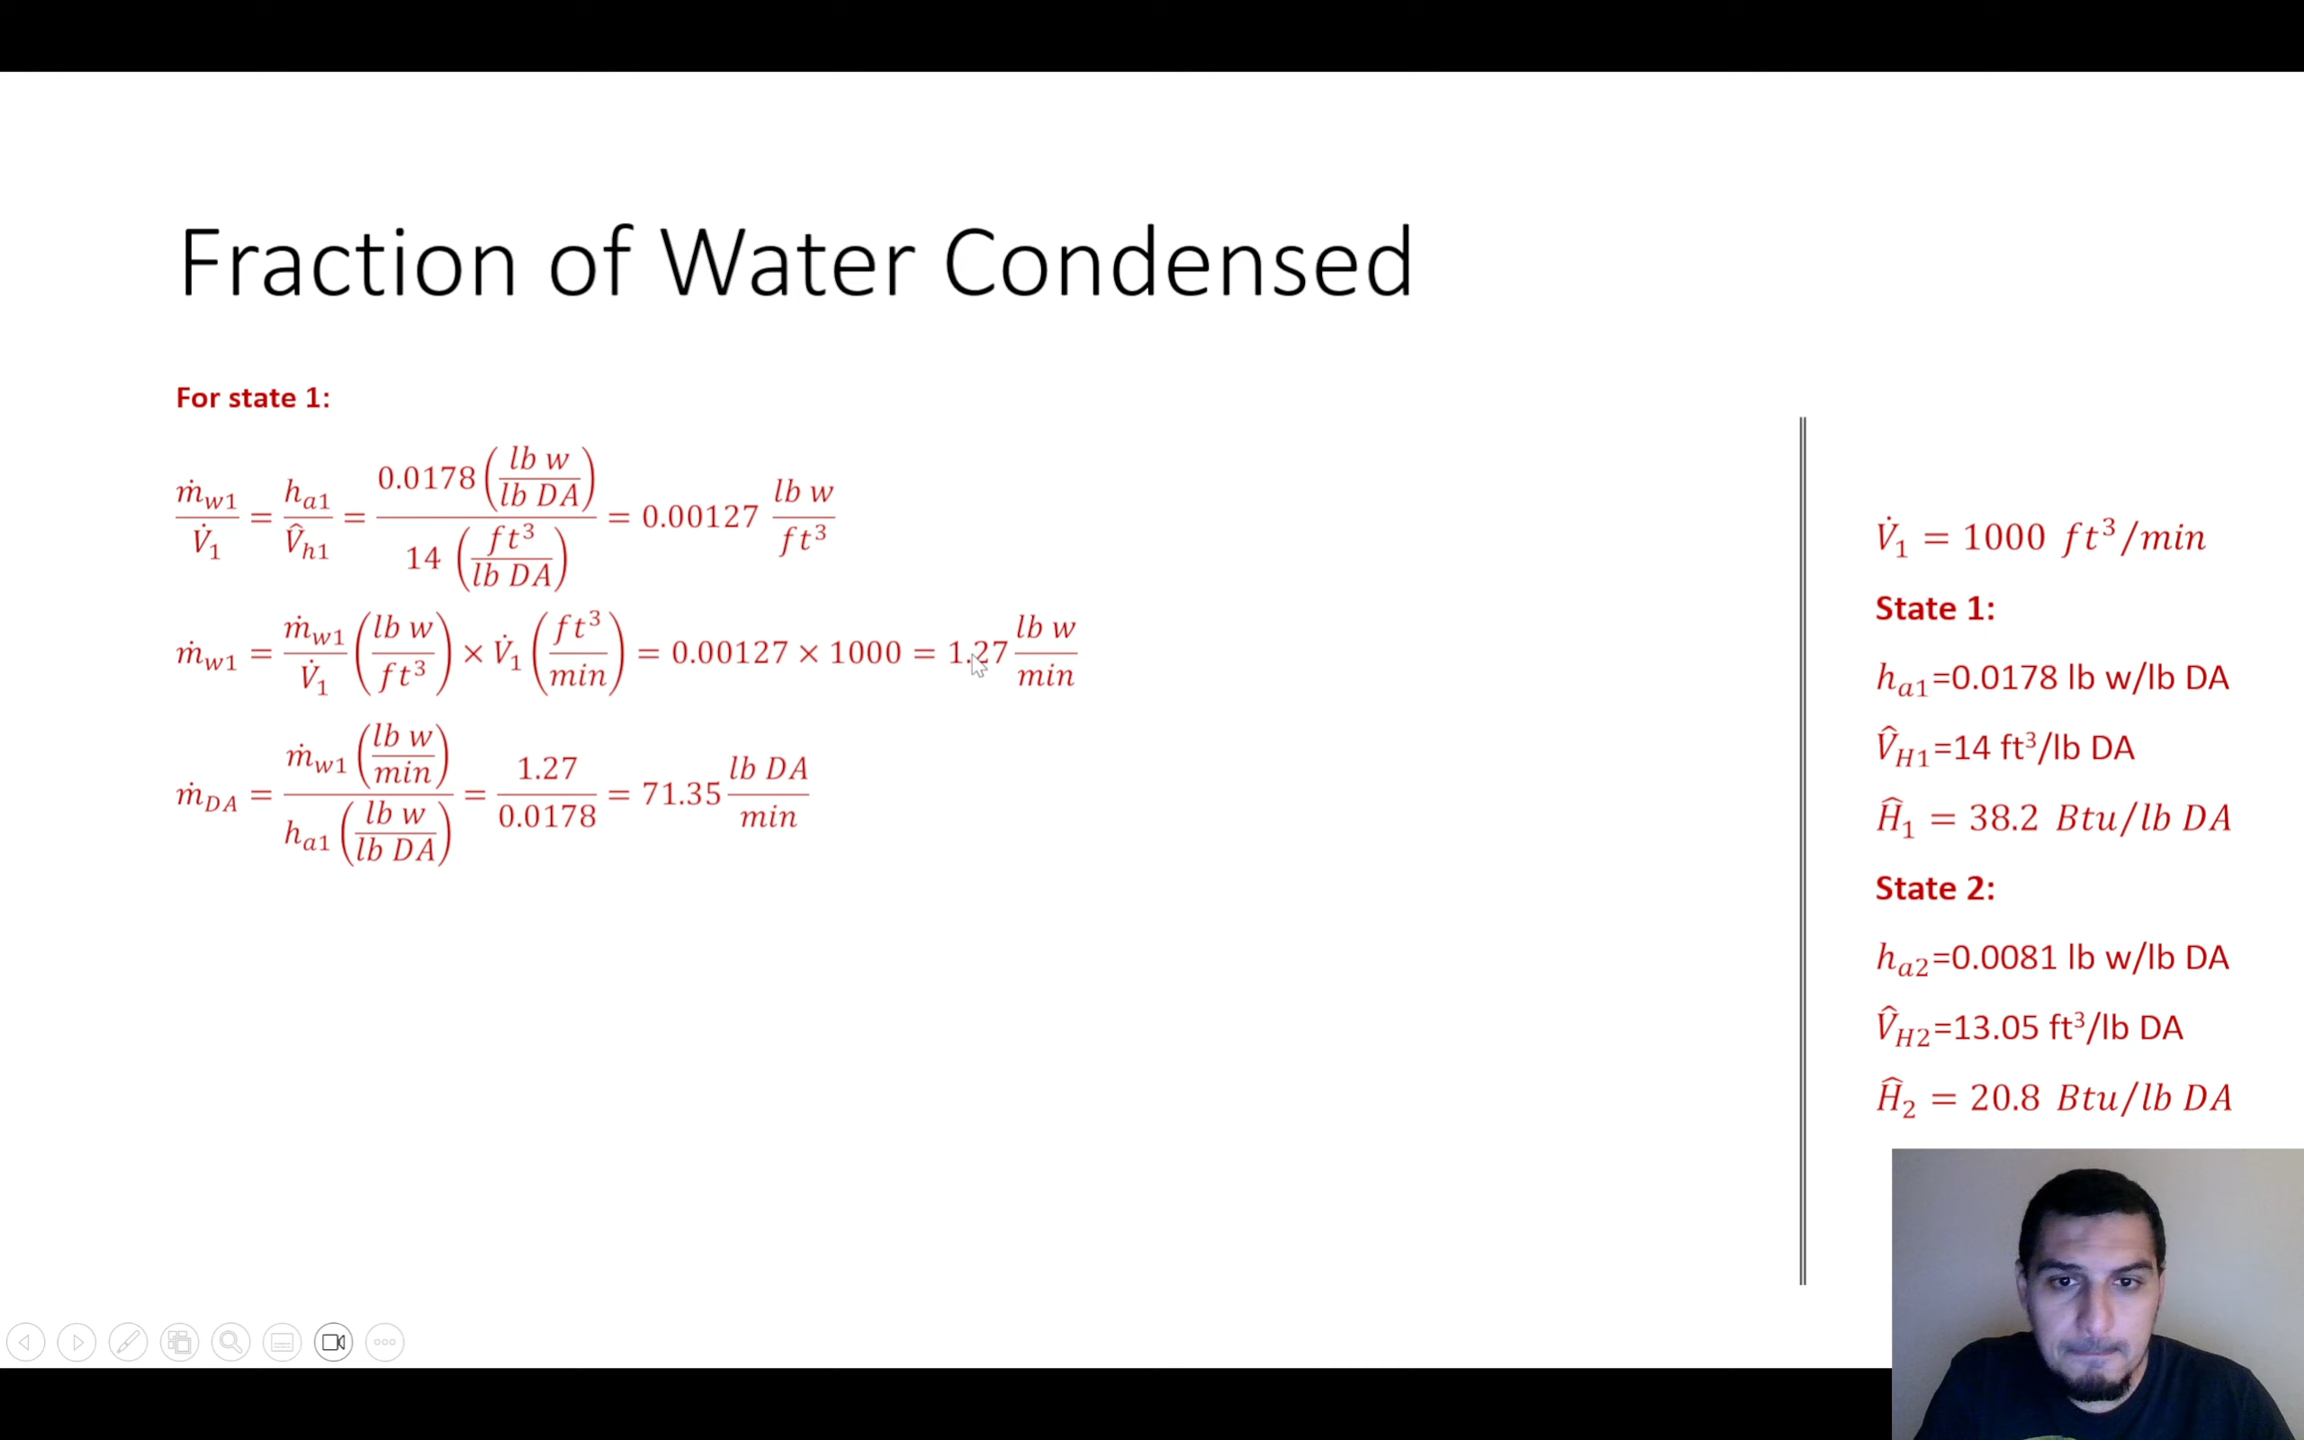 Fraction of Water Condensed
For state 1:
ṁ_w1 / V̇_1 = h_a1 / V̂_h1 = 0.0178 (lb w / lb DA) / 14 (ft³ / lb DA) = 0.00127 lb w / ft³
ṁ_w1 = ṁ_w1 / V̇_1 (lb w / ft³) × V̇_1 (ft³ / min) = 0.00127 × 1000 = 1.27 lb w / min
ṁ_DA = ṁ_w1 (lb w / min) / h_a1 (lb w / lb DA) = 1.27 / 0.0178 = 71.35 lb DA / min
V̇_1 = 1000 ft³/min
State 1:
h_a1=0.0178 lb w/lb DA
V̂_H1=14 ft³/lb DA
Ĥ_1 = 38.2 Btu/lb DA
State 2:
h_a2=0.0081 lb w/lb DA
V̂_H2=13.05 ft³/lb DA
Ĥ_2 = 20.8 Btu/lb DA